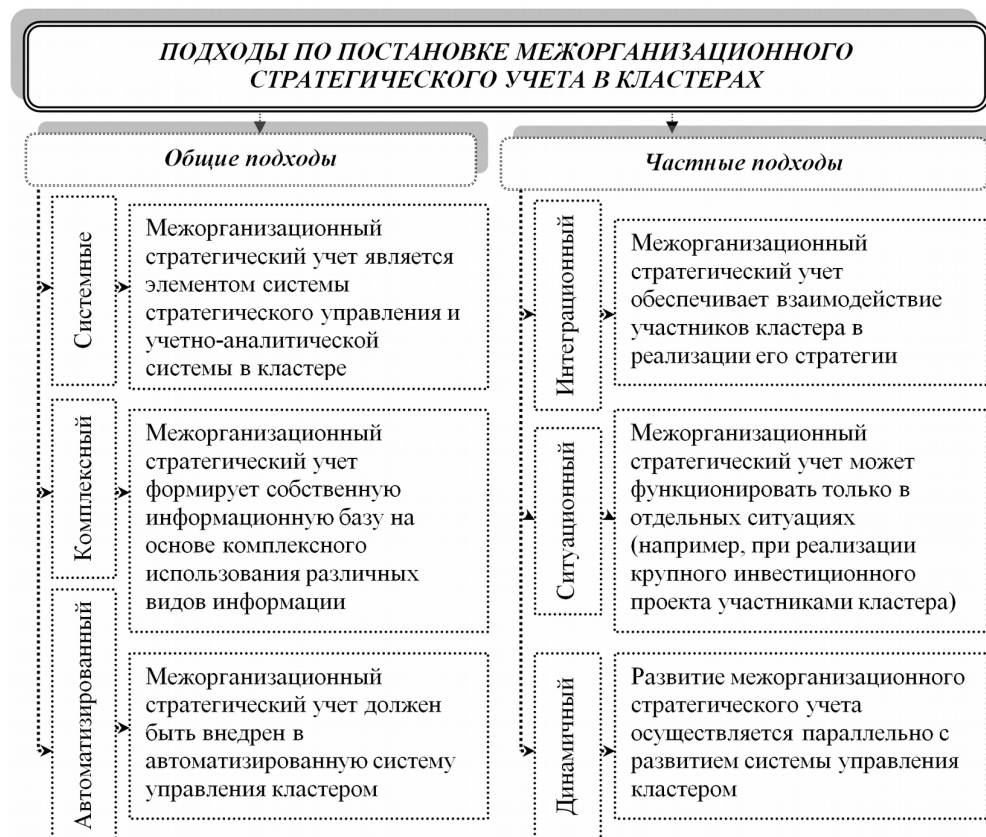 ПОДХОДЫ ПО ПОСТАНОВКЕ МЕЖОРГАНИЗАЦИОННОГО
СТРАТЕГИЧЕСКОГО УЧЕТА В КЛАСТЕРАХ
Общие подходы
Системные
Межорганизационный
стратегический учет является
элементом системы
стратегического управления и
учетно-аналитической
системы в кластере
Комплексный
Межорганизационный
стратегический учет
формирует собственную
информационную базу на
основе комплексного
использования различных
видов информации
Автоматизированный
Межорганизационный
стратегический учет должен
быть внедрен в
автоматизированную систему
управления кластером
Частные подходы
Интеграционный
Межорганизационный
стратегический учет
обеспечивает взаимодействие
участников кластера в
реализации его стратегии
Ситуационный
Межорганизационный
стратегический учет может
функционировать только в
отдельных ситуациях
(например, при реализации
крупного инвестиционного
проекта участниками кластера)
Динамичный
Развитие межорганизационного
стратегического учета
осуществляется параллельно с
развитием системы управления
кластером